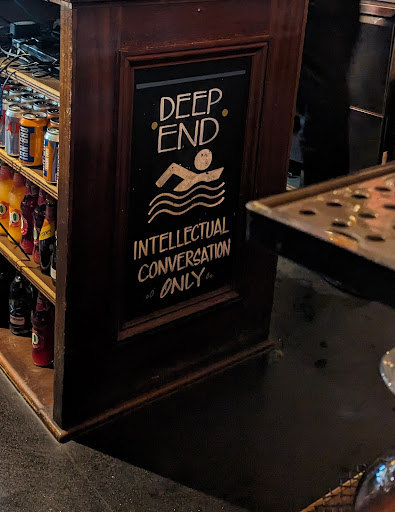 DEEP
END
INTELLECTUAL
CONVERSATION
ONLY